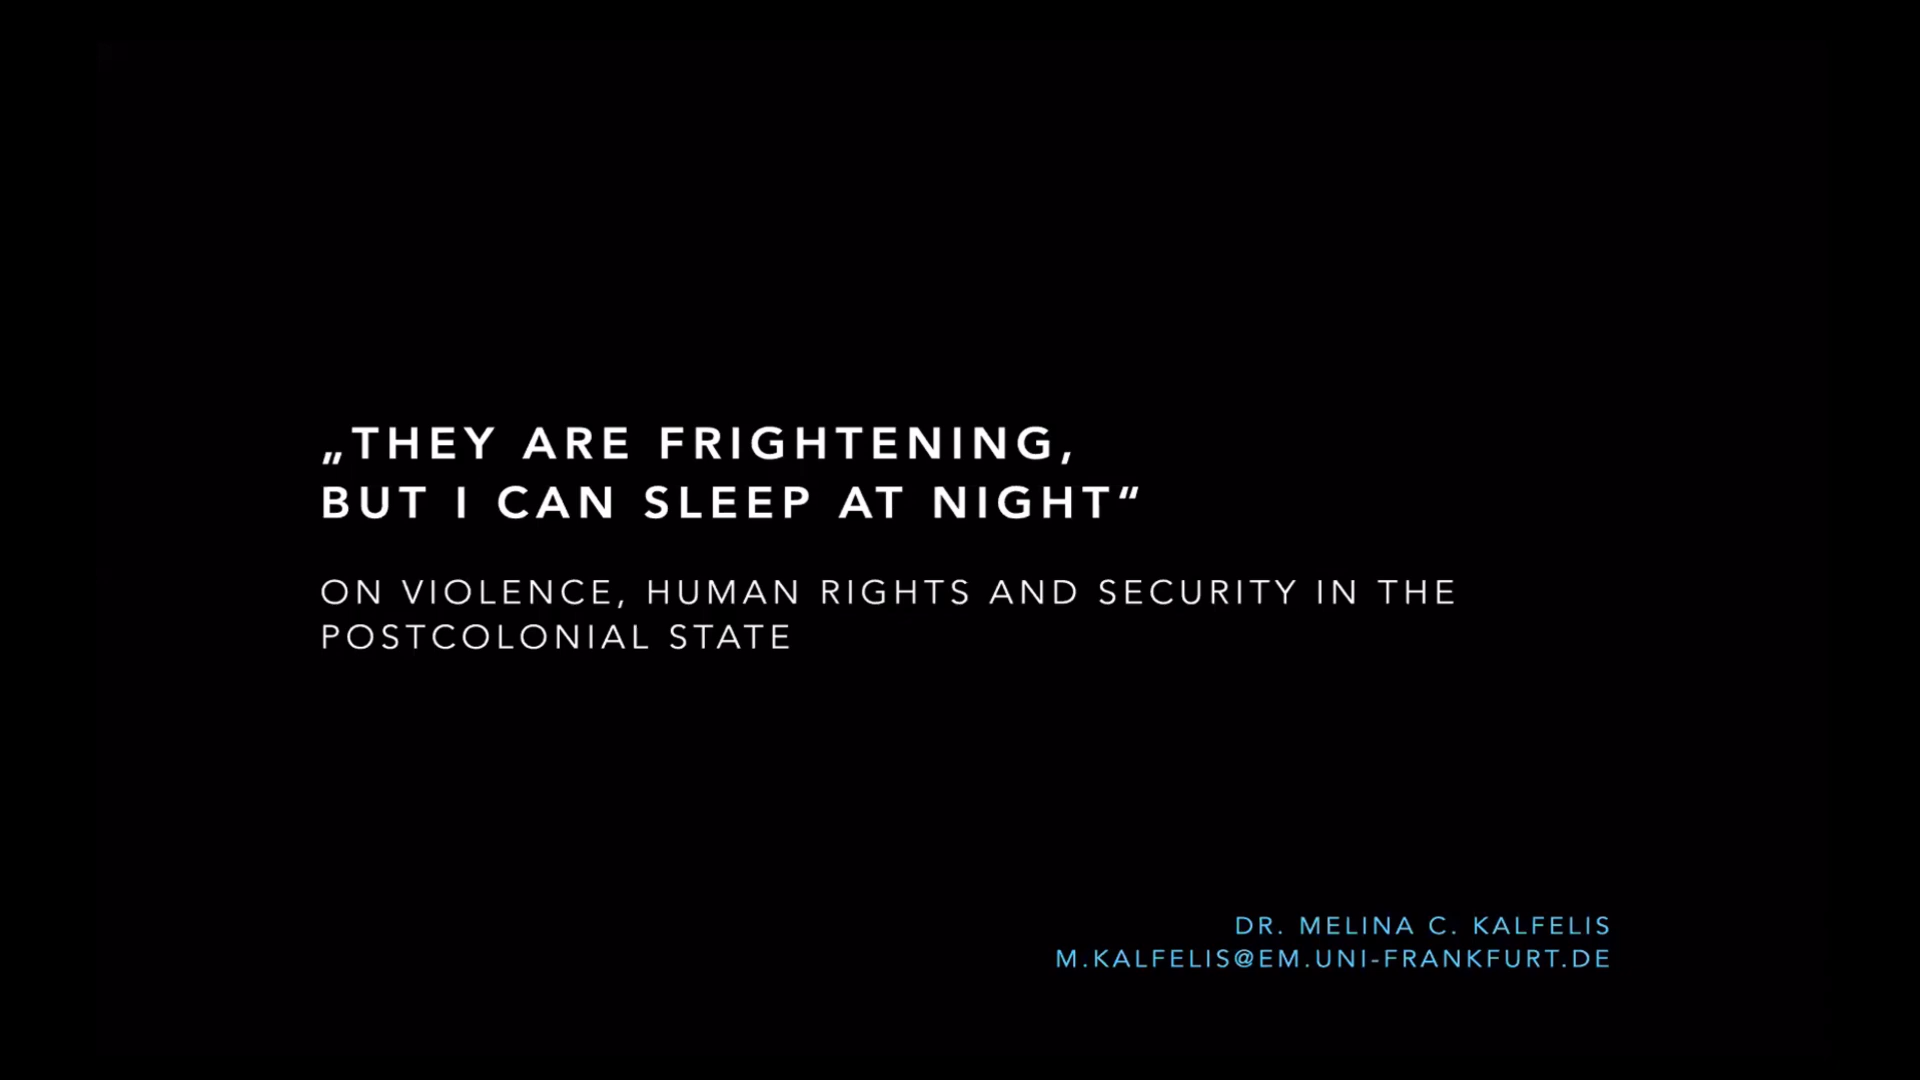 „THEY ARE FRIGHTENING,
BUT I CAN SLEEP AT NIGHT“
ON VIOLENCE, HUMAN RIGHTS AND SECURITY IN THE
POSTCOLONIAL STATE
DR. MELINA C. KALFELIS
M.KALFELIS@EM.UNI-FRANKFURT.DE